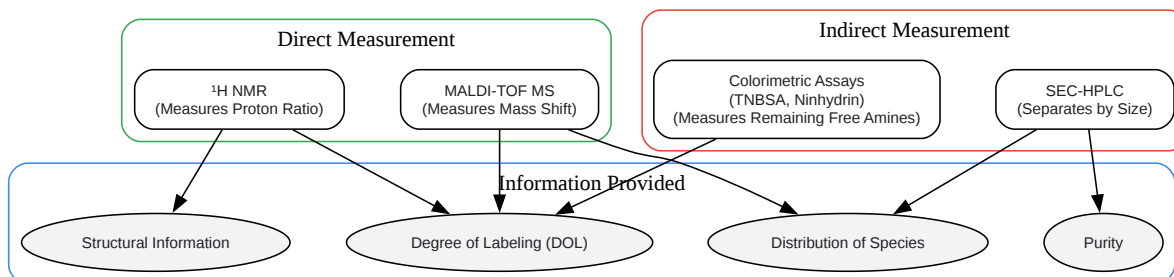 Direct Measurement
Indirect Measurement
¹H NMR
(Measures Proton Ratio)
MALDI-TOF MS
(Measures Mass Shift)
Colorimetric Assays
(TNBSA, Ninhydrin)
(Measures Remaining Free Amines)
SEC-HPLC
(Separates by Size)
Information Provided
Structural Information
Degree of Labeling (DOL)
Distribution of Species
Purity